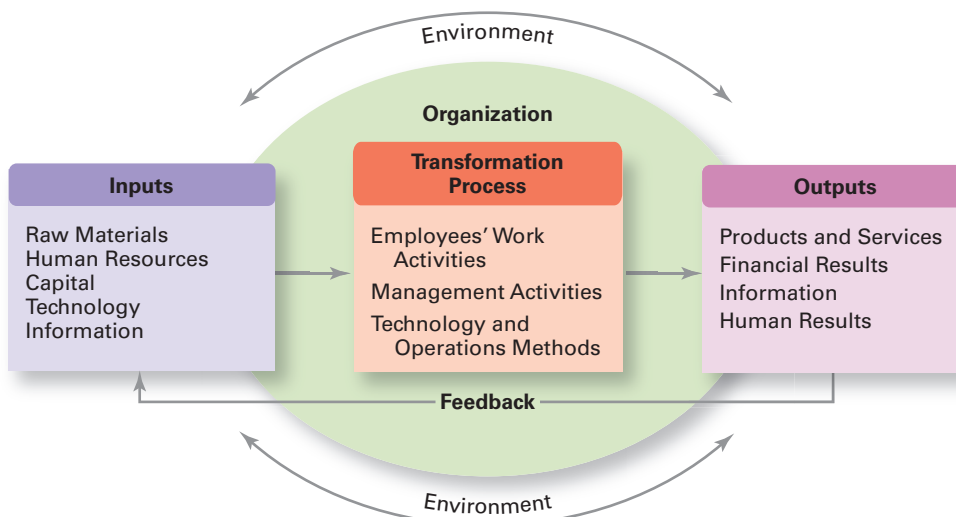 Environment
Organization
Inputs
Raw Materials
Human Resources
Capital
Technology
Information
Transformation
Process
Employees' Work
Activities
Management Activities
Technology and
Operations Methods
Outputs
Products and Services
Financial Results
Information
Human Results
Feedback
Environment